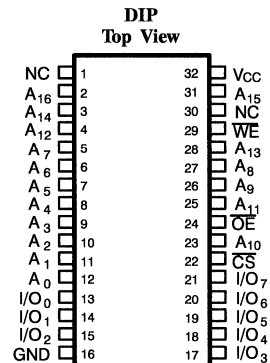 DIP
Top View
NC 1 32 VCC
A16 2 31 A15
A14 3 30 NC
A12 4 29 WE
A7 5 28 A13
A6 6 27 A8
A5 7 26 A9
A4 8 25 A11
A3 9 24 OE
A2 10 23 A10
A1 11 22 CS
A0 12 21 I/O7
I/O0 13 20 I/O6
I/O1 14 19 I/O5
I/O2 15 18 I/O4
GND 16 17 I/O3